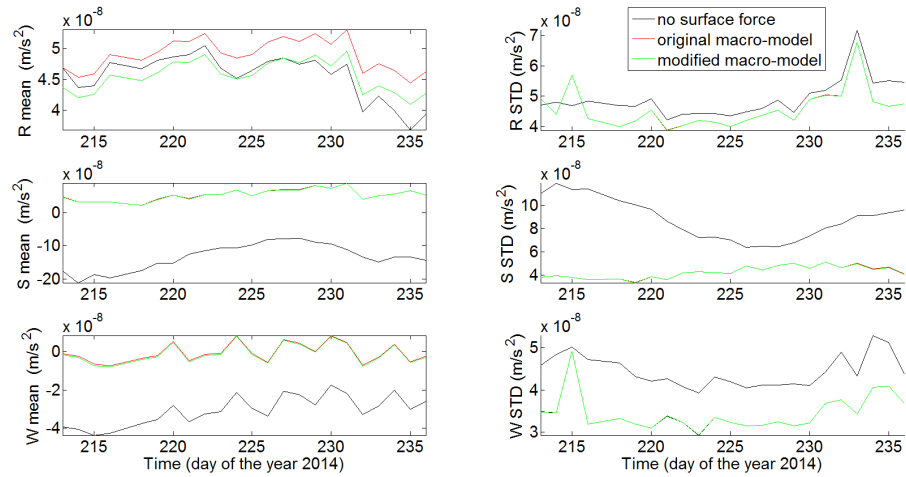 x 10^-8
R mean (m/s^2)
5
4.5
4
215 220 225 230 235
x 10^-8
R STD (m/s^2)
7
6
5
4
215 220 225 230 235
no surface force
original macro-model
modified macro-model
x 10^-8
S mean (m/s^2)
0
-10
-20
215 220 225 230 235
x 10^-8
S STD (m/s^2)
10
8
6
4
215 220 225 230 235
x 10^-8
W mean (m/s^2)
0
-2
-4
215 220 225 230 235
Time (day of the year 2014)
x 10^-8
W STD (m/s^2)
5
4
3
215 220 225 230 235
Time (day of the year 2014)